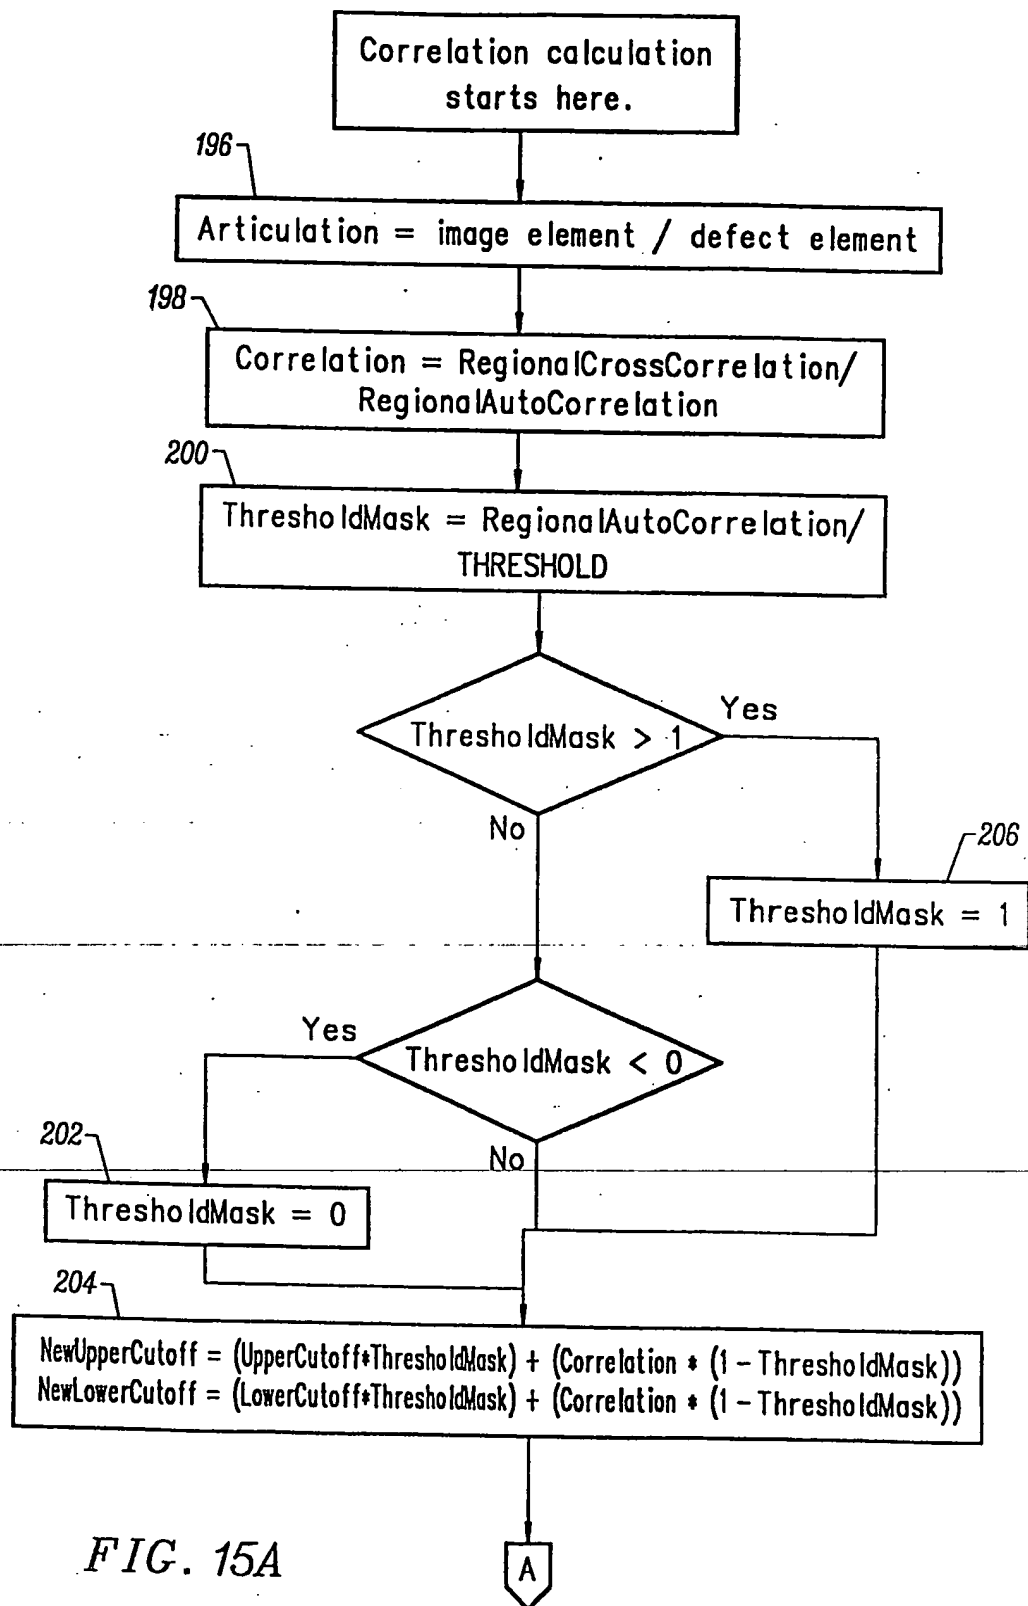 Correlation calculation
starts here.
196
Articulation = image element / defect element
198
Correlation = RegionalCrossCorrelation/
RegionalAutoCorrelation
200
ThresholdMask = RegionalAutoCorrelation/
THRESHOLD
ThresholdMask > 1
Yes
No
206
ThresholdMask = 1
Yes
ThresholdMask < 0
202
No
ThresholdMask = 0
204
NewUpperCutoff = (UpperCutoff*ThresholdMask) + (Correlation * (1 - ThresholdMask))
NewLowerCutoff = (LowerCutoff*ThresholdMask) + (Correlation * (1 - ThresholdMask))
FIG. 15A
A